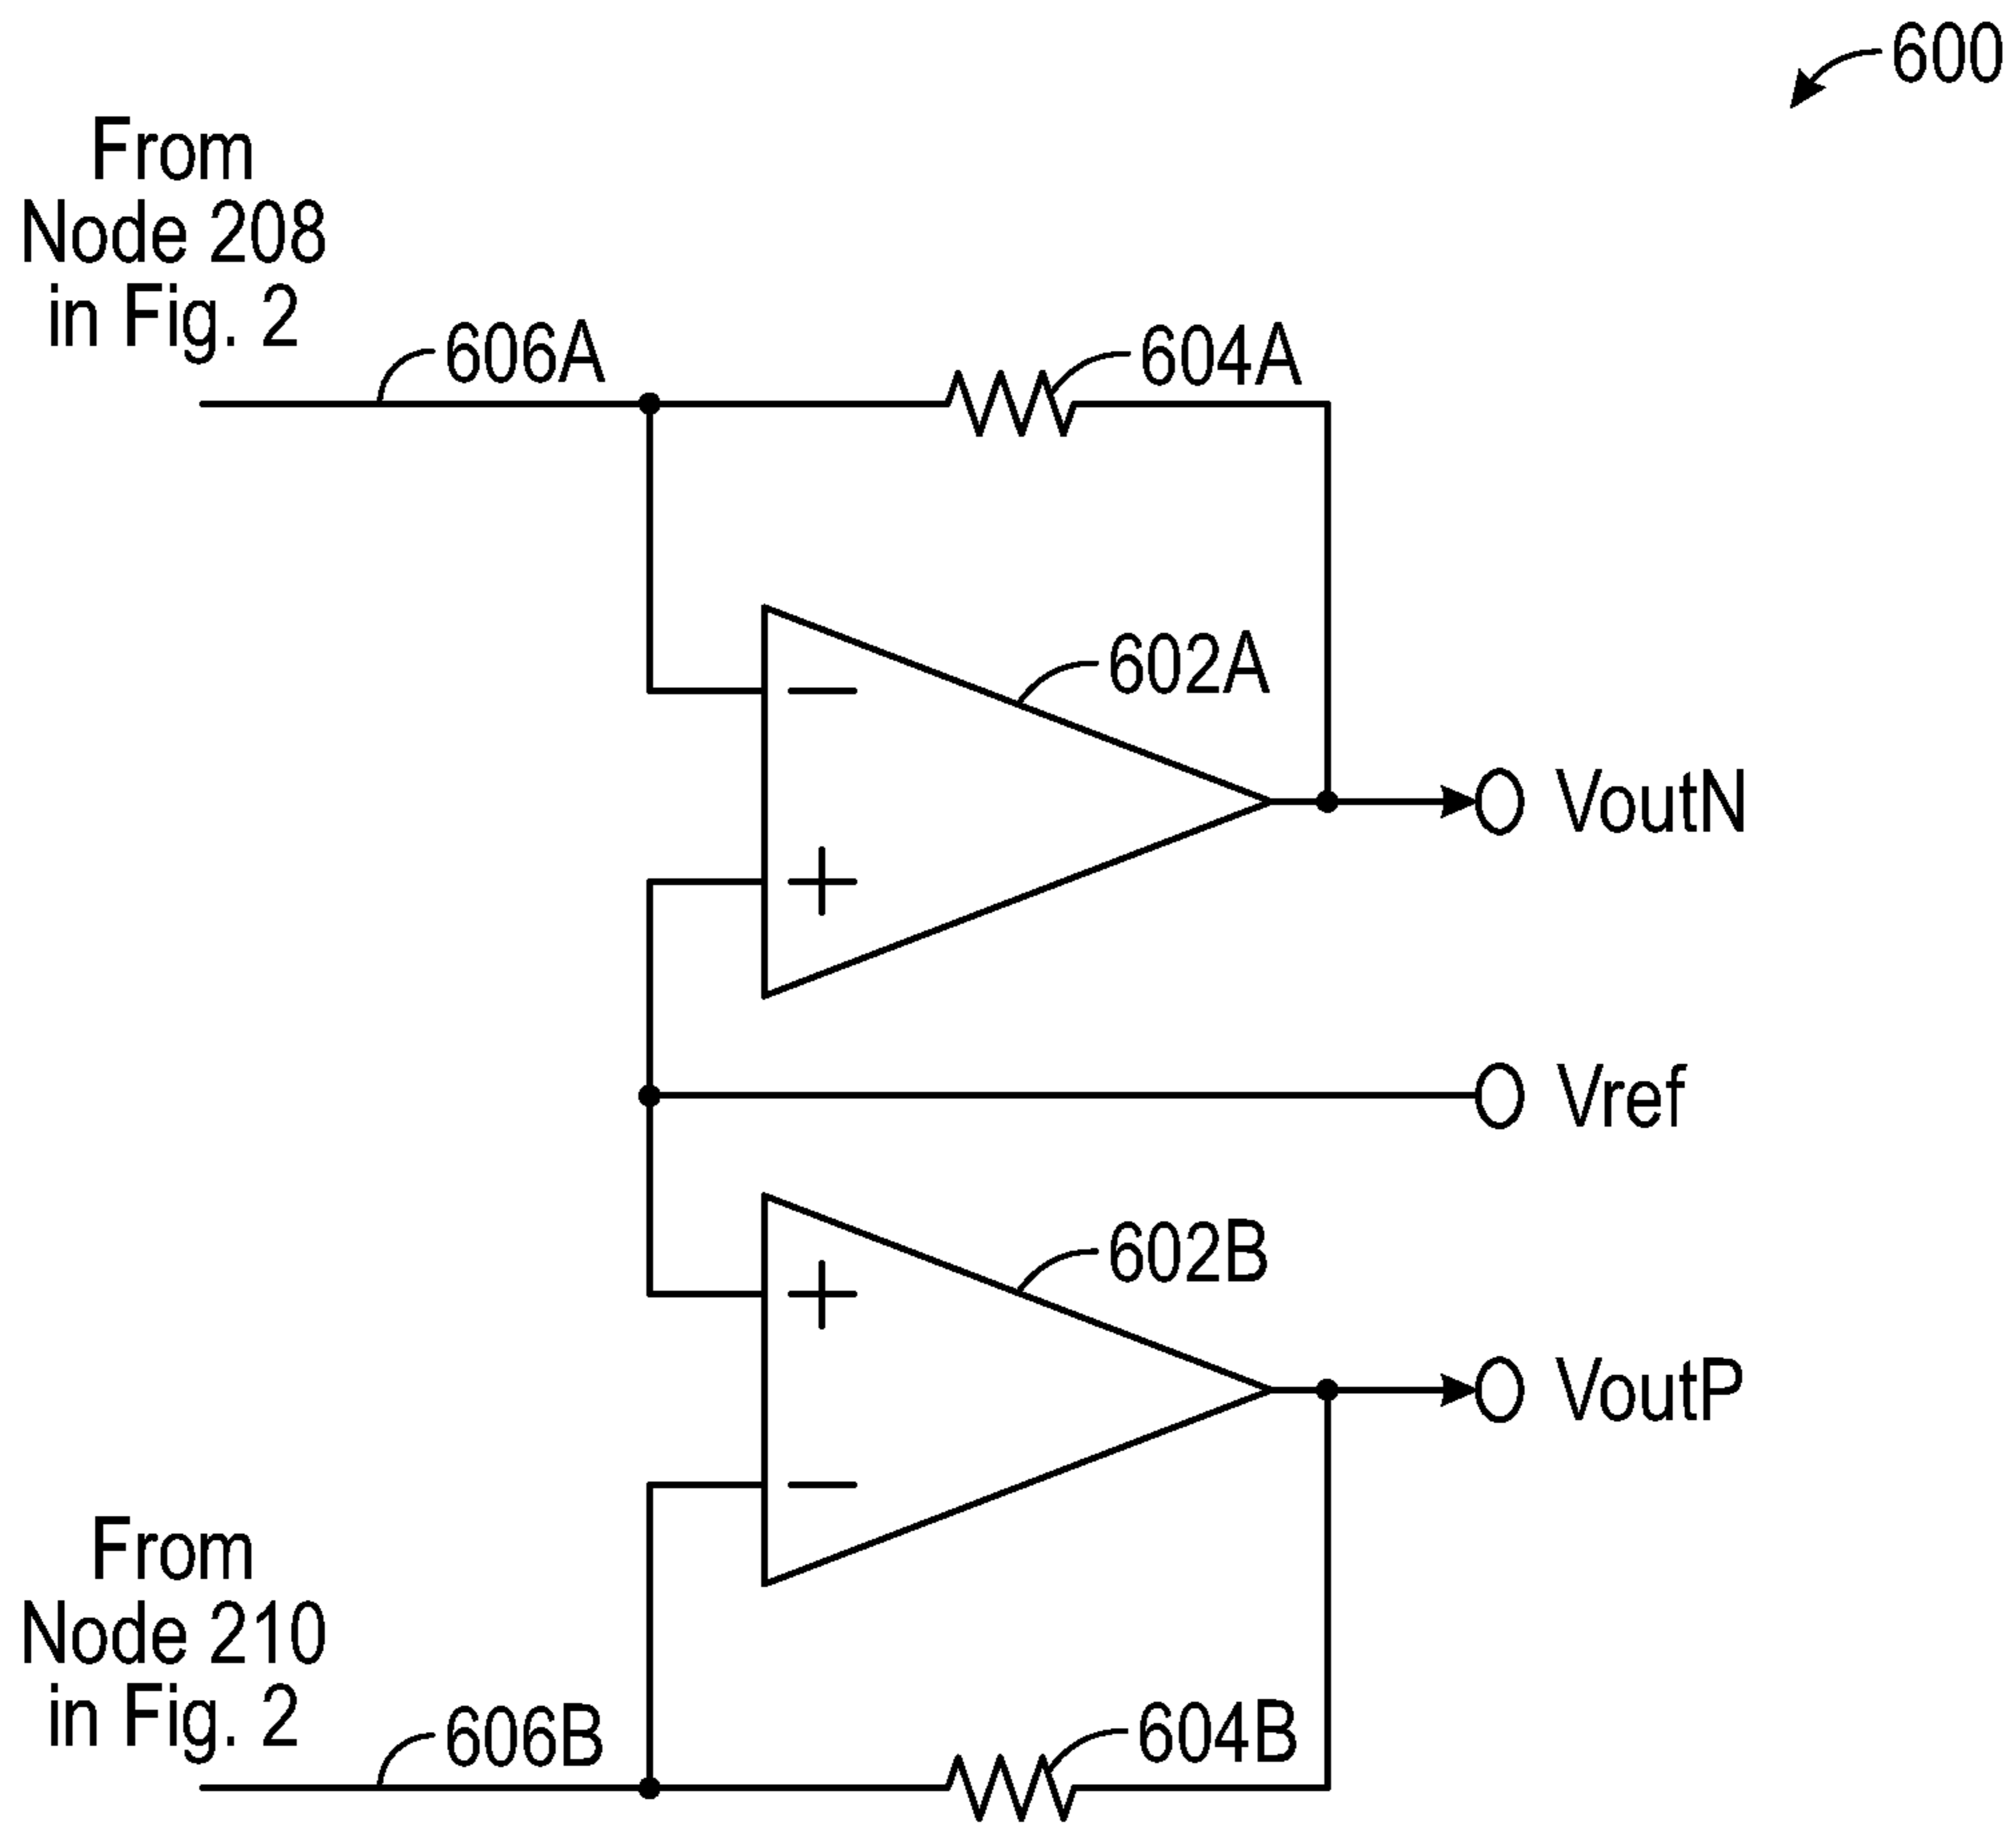 600
From
Node 208
in Fig. 2
606A
604A
602A
−
VoutN
+
Vref
602B
+
VoutP
−
From
Node 210
in Fig. 2
606B
604B